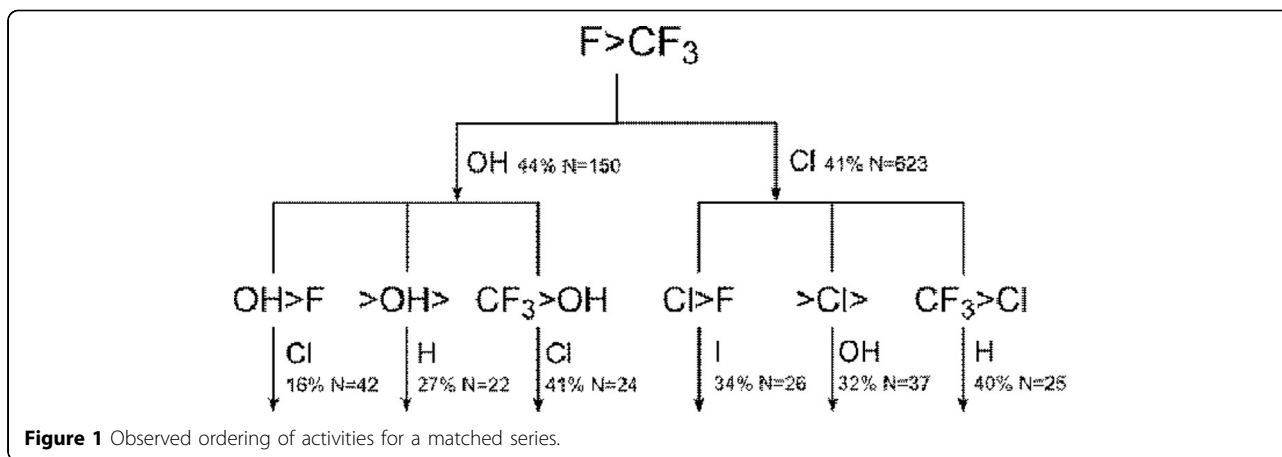 F>CF₃
OH 44% N=150
Cl 41% N=623
OH>F >OH> CF₃>OH Cl>F >Cl> CF₃>Cl
Cl H Cl I OH H
16% N=42 27% N=22 41% N=24 34% N=26 32% N=37 40% N=25
Figure 1 Observed ordering of activities for a matched series.